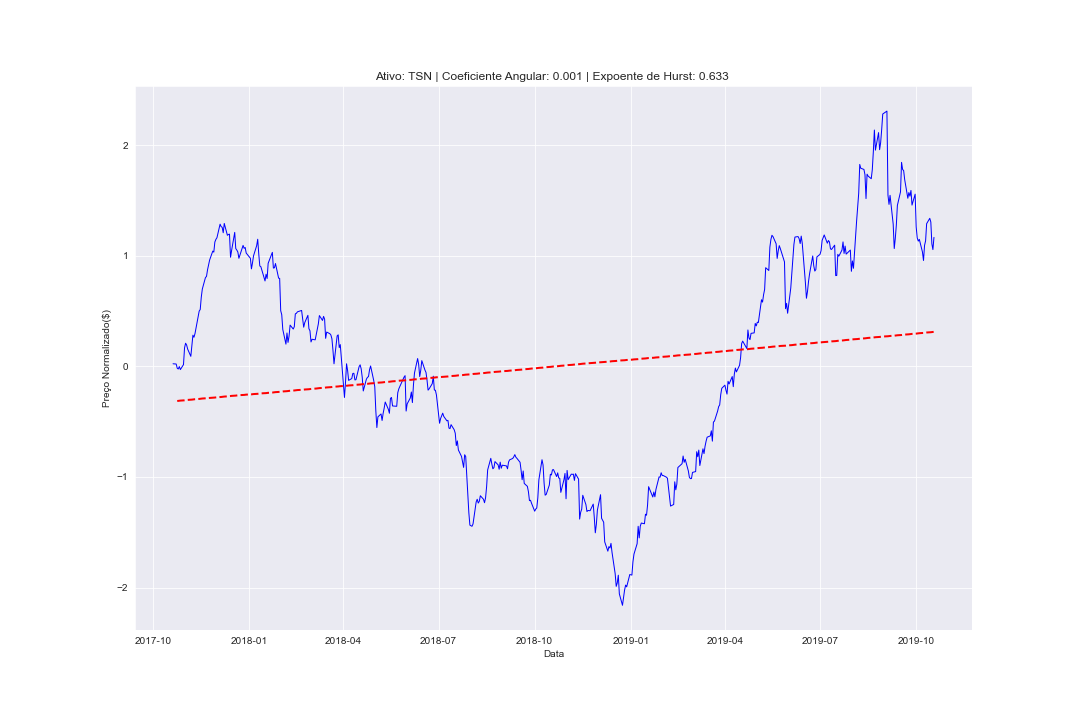 Ativo: TSN | Coeficiente Angular: 0.001 | Expoente de Hurst: 0.633
Preço Normalizado($)
2
1
0
−1
−2
2017-10 2018-01 2018-04 2018-07 2018-10 2019-01 2019-04 2019-07 2019-10
Data